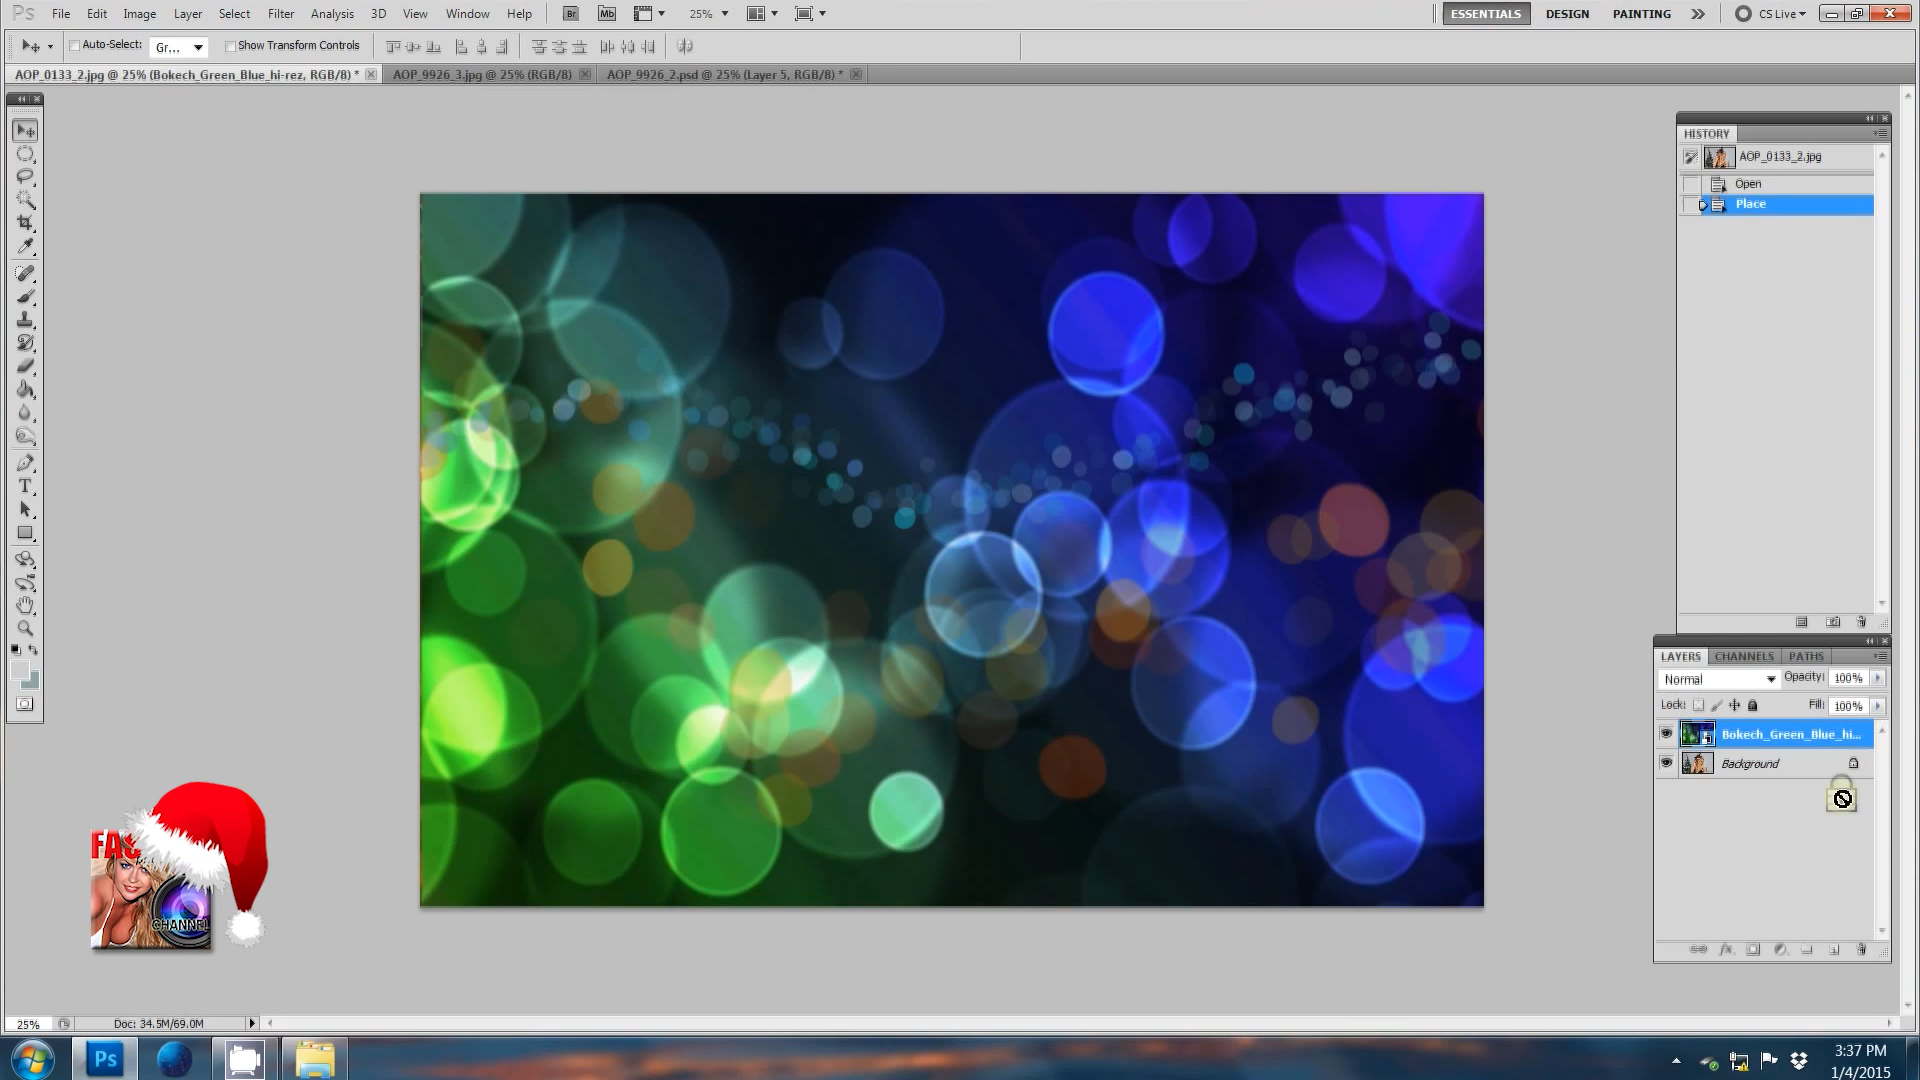 Ps File Edit Image Layer Select Filter Analysis 3D View Window Help Br Mb 25% ESSENTIALS DESIGN PAINTING CS Live
Auto-Select: Gr... Show Transform Controls
AOP_0133_2.jpg @ 25% (Bokech_Green_Blue_hi-rez, RGB/8) * AOP_9926_3.jpg @ 25% (RGB/8) AOP_9926_2.psd @ 25% (Layer 5, RGB/8) *
HISTORY
AOP_0133_2.jpg
Open
Place
LAYERS CHANNELS PATHS
Normal Opacity: 100%
Lock: Fill: 100%
Bokech_Green_Blue_hi...
Background
CHANNEL
25% Doc: 34.5M/69.0M
Ps 3:37 PM
1/4/2015